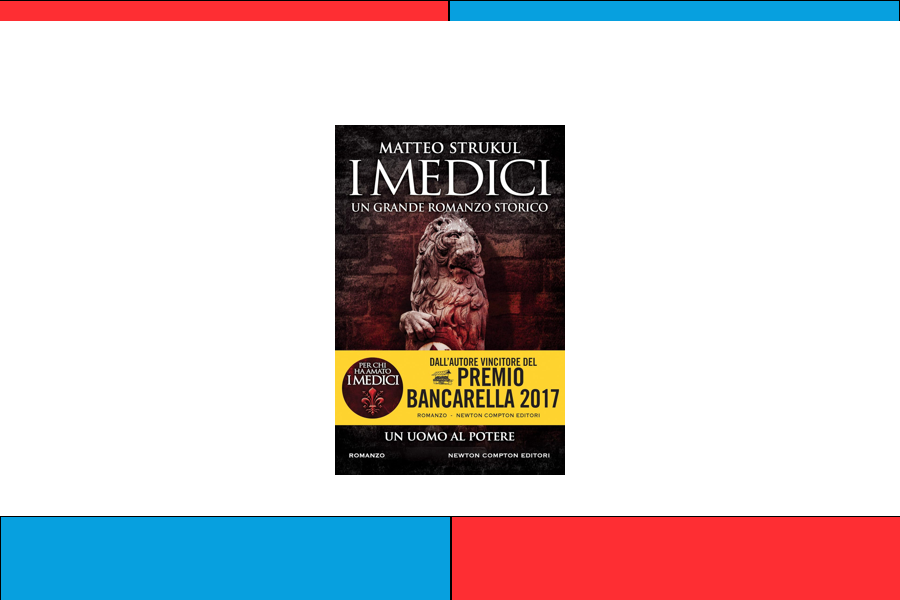 MATTEO STRUKUL
I MEDICI
UN GRANDE ROMANZO STORICO
PER CHI
HA AMATO
I MEDICI
DALL'AUTORE VINCITORE DEL
PREMIO
BANCARELLA 2017
ROMANZO - NEWTON COMPTON EDITORI
UN UOMO AL POTERE
ROMANZO
NEWTON COMPTON EDITORI